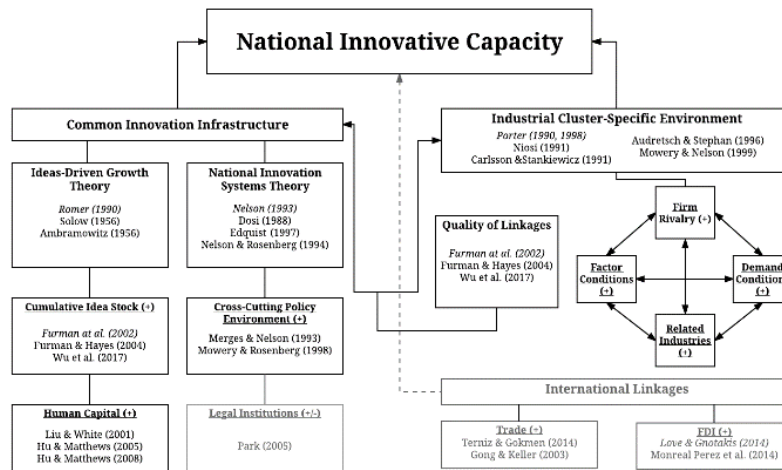 National Innovative Capacity
Common Innovation Infrastructure
Ideas-Driven Growth
Theory
Romer (1990)
Solow (1956)
Ambramowitz (1956)
National Innovation
Systems Theory
Nelson (1993)
Dosi (1988)
Edquist (1997)
Nelson & Rosenberg (1994)
Cumulative Idea Stock (+)
Furman at al. (2002)
Furman & Hayes (2004)
Wu et al. (2017)
Cross-Cutting Policy
Environment (+)
Merges & Nelson (1993)
Mowery & Rosenberg (1998)
Human Capital (+)
Liu & White (2001)
Hu & Matthews (2005)
Hu & Matthews (2008)
Legal Institutions (+/-)
Park (2005)
Quality of Linkages
Furman at al. (2002)
Furman & Hayes (2004)
Wu et al. (2017)
Industrial Cluster-Specific Environment
Porter (1990, 1998)
Niosi (1991)
Carlsson &Stankiewicz (1991)
Audretsch & Stephan (1996)
Mowery & Nelson (1999)
Firm
Rivalry (+)
Factor
Conditions
(+)
Demand
Condition
(+)
Related
Industries
(+)
International Linkages
Trade (+)
Terniz & Gokmen (2014)
Gong & Keller (2003)
FDI (+)
Love & Gnotakis (2014)
Monreal Perez et al. (2014)